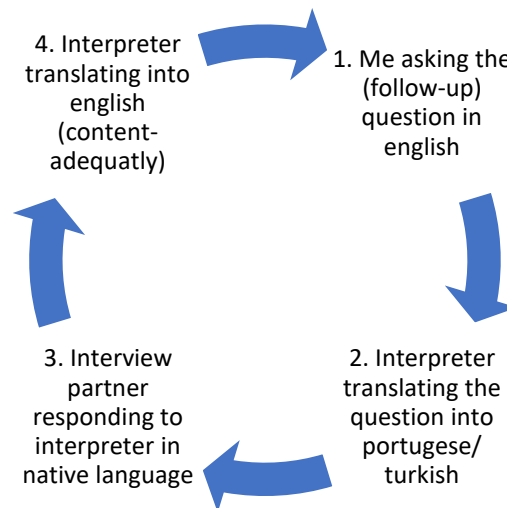 1. Me asking the
(follow-up)
question in
english
2. Interpreter
translating the
question into
portugese/
turkish
3. Interview
partner
responding to
interpreter in
native language
4. Interpreter
translating into
english
(content-
adequatly)